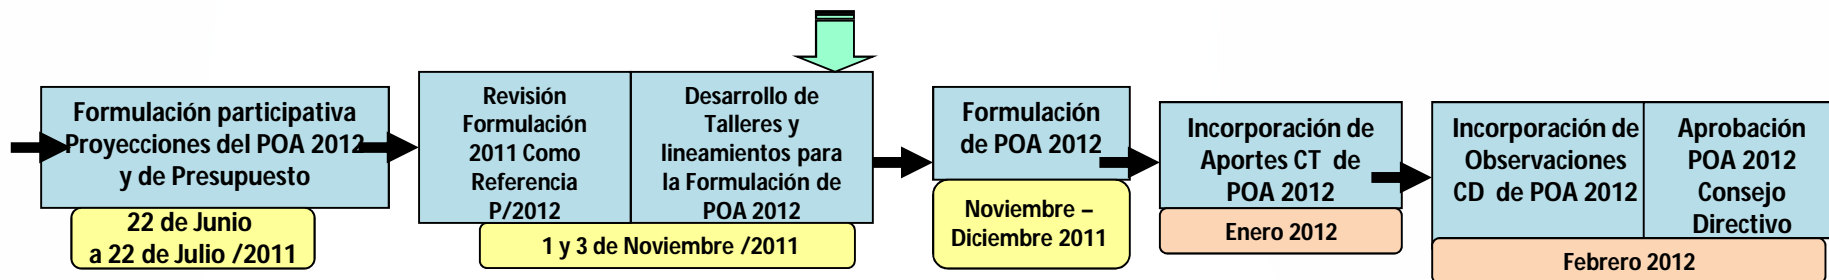 Formulación participativa
Proyecciones del POA 2012
y de Presupuesto
22 de Junio
a 22 de Julio /2011
Revisión
Formulación
2011 Como
Referencia
P/2012
Desarrollo de
Talleres y
lineamientos para
la Formulación de
POA 2012
1 y 3 de Noviembre /2011
Formulación
de POA 2012
Noviembre –
Diciembre 2011
Incorporación de
Aportes CT de
POA 2012
Enero 2012
Incorporación de
Observaciones
CD de POA 2012
Aprobación
POA 2012
Consejo
Directivo
Febrero 2012